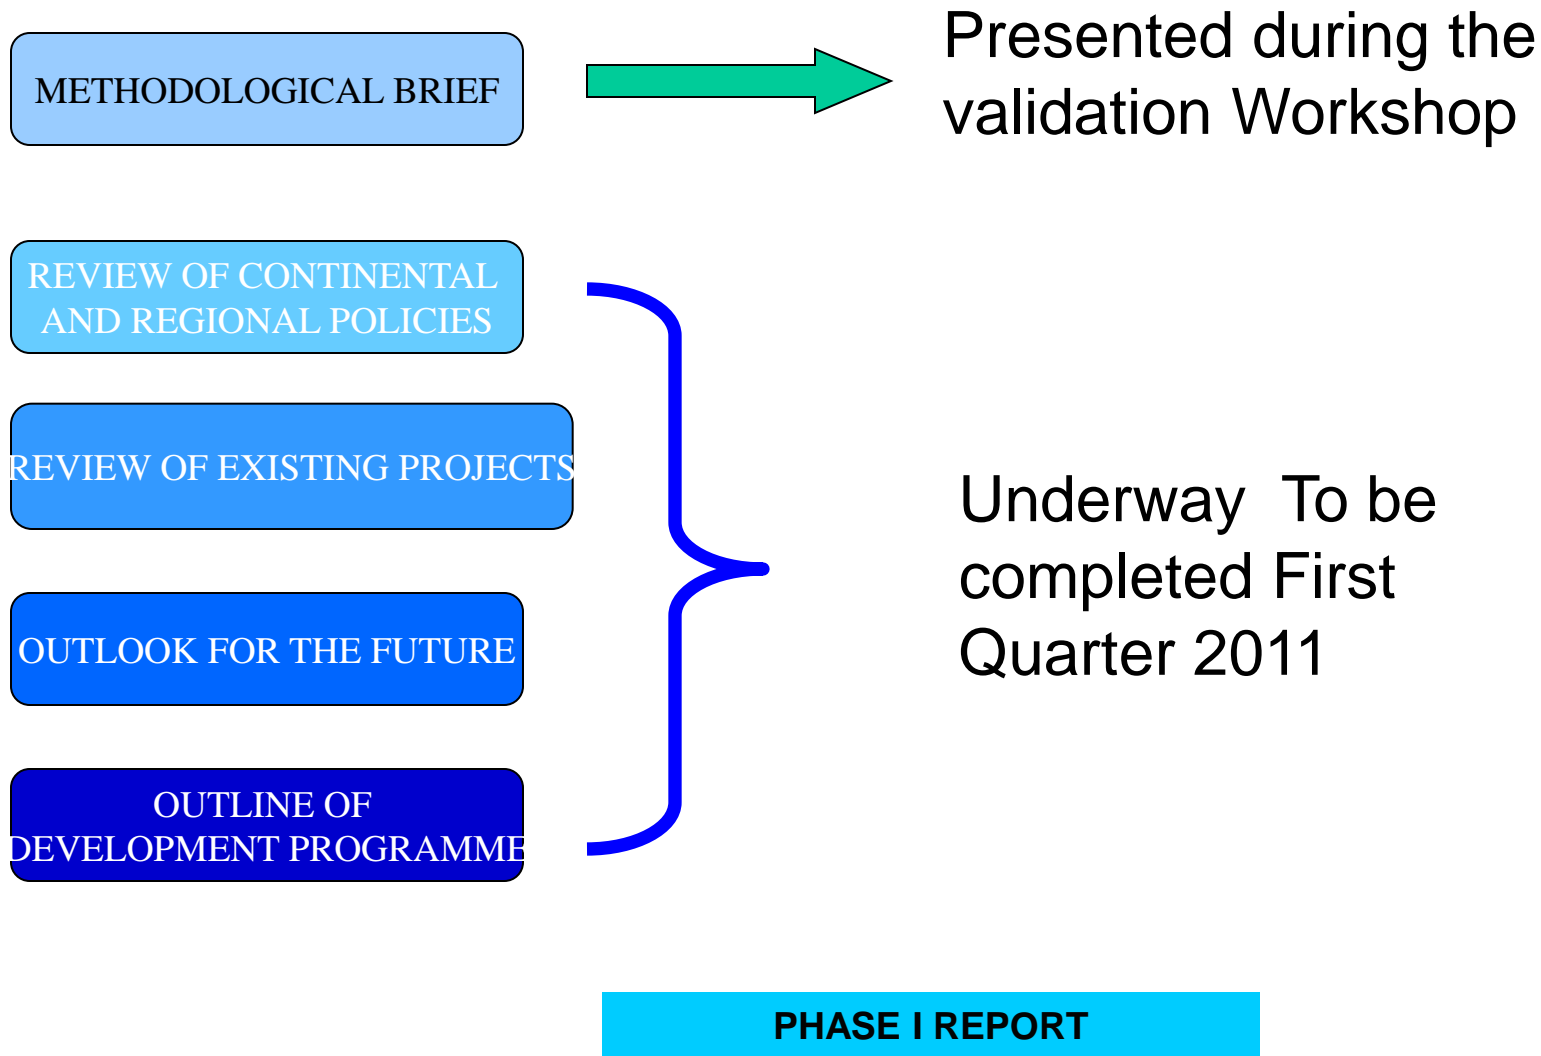 METHODOLOGICAL BRIEF
Presented during the
validation Workshop
REVIEW OF CONTINENTAL
AND REGIONAL POLICIES
REVIEW OF EXISTING PROJECTS
OUTLOOK FOR THE FUTURE
OUTLINE OF
DEVELOPMENT PROGRAMME
Underway  To be
completed First
Quarter 2011
PHASE I REPORT